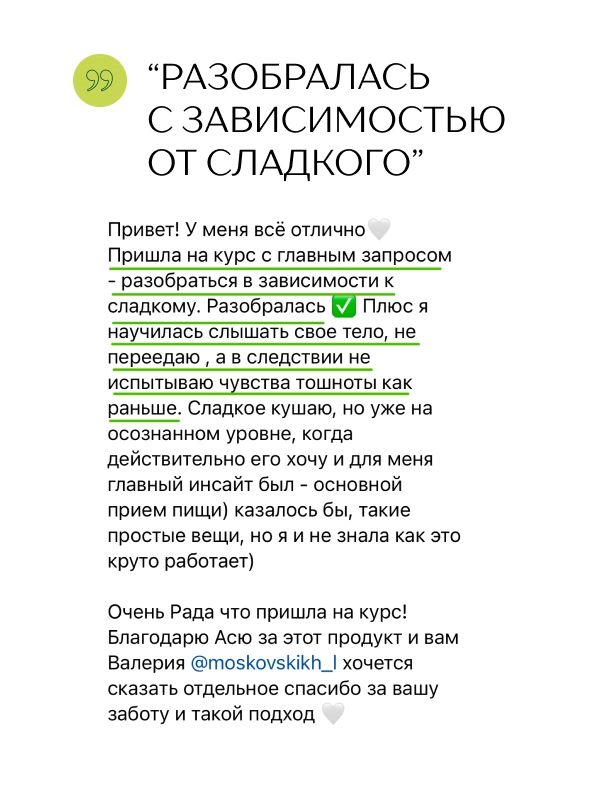 “РАЗОБРАЛАСЬ
С ЗАВИСИМОСТЬЮ
ОТ СЛАДКОГО”
Привет! У меня всё отлично🤍
Пришла на курс с главным запросом
- разобраться в зависимости к
сладкому. Разобралась ✅ Плюс я
научилась слышать свое тело, не
переедаю , а в следствии не
испытываю чувства тошноты как
раньше. Сладкое кушаю, но уже на
осознанном уровне, когда
действительно его хочу и для меня
главный инсайт был - основной
прием пищи) казалось бы, такие
простые вещи, но я и не знала как это
круто работает)
Очень Рада что пришла на курс!
Благодарю Асю за этот продукт и вам
Валерия @moskovskikh_l хочется
сказать отдельное спасибо за вашу
заботу и такой подход 🤍